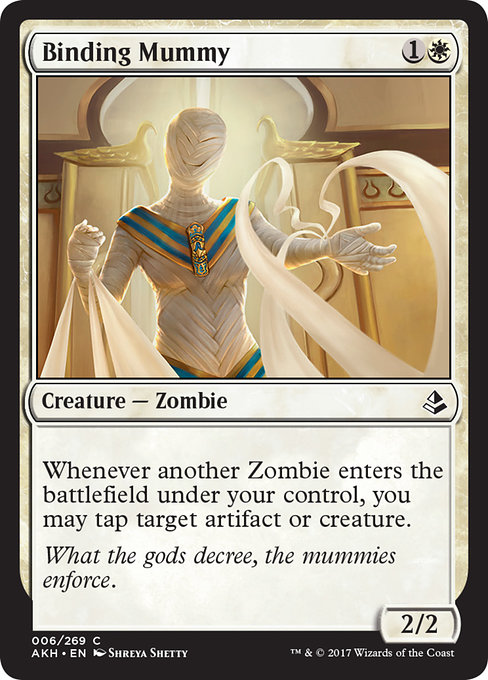 Binding Mummy 1
Creature — Zombie
Whenever another Zombie enters the
battlefield under your control, you
may tap target artifact or creature.
What the gods decree, the mummies
enforce.
2/2
006/269 C
AKH • EN Shreya Shetty
™ & © 2017 Wizards of the Coast